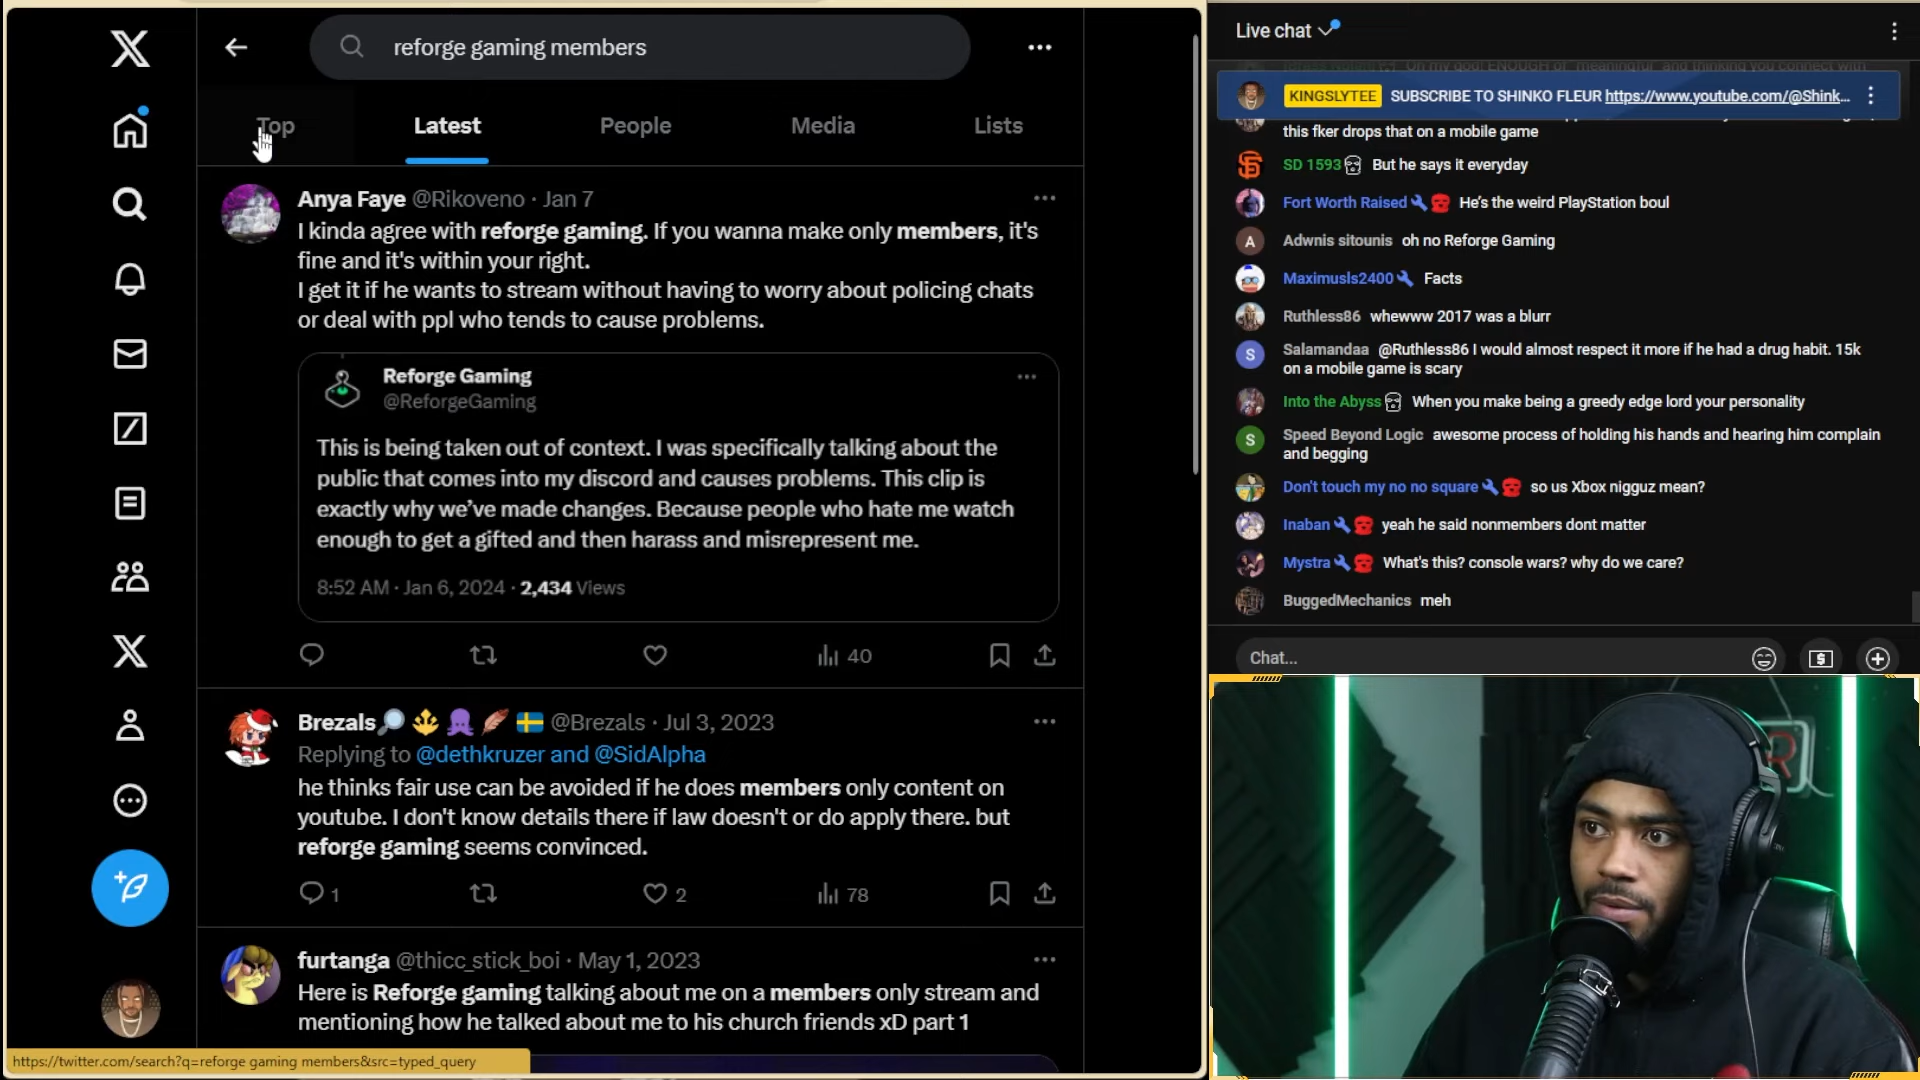 reforge gaming members
Top
Latest
People
Media
Lists
Anya Faye @Rikoveno · Jan 7
I kinda agree with reforge gaming. If you wanna make only members, it's
fine and it's within your right.
I get it if he wants to stream without having to worry about policing chats
or deal with ppl who tends to cause problems.
Reforge Gaming
@ReforgeGaming
This is being taken out of context. I was specifically talking about the
public that comes into my discord and causes problems. This clip is
exactly why we've made changes. Because people who hate me watch
enough to get a gifted and then harass and misrepresent me.
8:52 AM · Jan 6, 2024 · 2,434 Views
40
Brezals @Brezals · Jul 3, 2023
Replying to @dethkruzer and @SidAlpha
he thinks fair use can be avoided if he does members only content on
youtube. I don't know details there if law doesn't or do apply there. but
reforge gaming seems convinced.
1
2
78
furtanga @thicc_stick_boi · May 1, 2023
Here is Reforge gaming talking about me on a members only stream and
mentioning how he talked about me to his church friends xD part 1
https://twitter.com/search?q=reforge gaming members&src=typed_query
Live chat
KINGSLYTEE SUBSCRIBE TO SHINKO FLEUR https://www.youtube.com/@Shink...
this fker drops that on a mobile game
SD 1593 But he says it everyday
Fort Worth Raised He's the weird PlayStation boul
A
Adwnis sitounis oh no Reforge Gaming
Maximusls2400 Facts
Ruthless86 whewww 2017 was a blurr
S
Salamandaa @Ruthless86 I would almost respect it more if he had a drug habit. 15k
on a mobile game is scary
Into the Abyss When you make being a greedy edge lord your personality
S
Speed Beyond Logic awesome process of holding his hands and hearing him complain
and begging
Don't touch my no no square so us Xbox nigguz mean?
Inaban yeah he said nonmembers dont matter
Mystra What's this? console wars? why do we care?
BuggedMechanics meh
Chat...